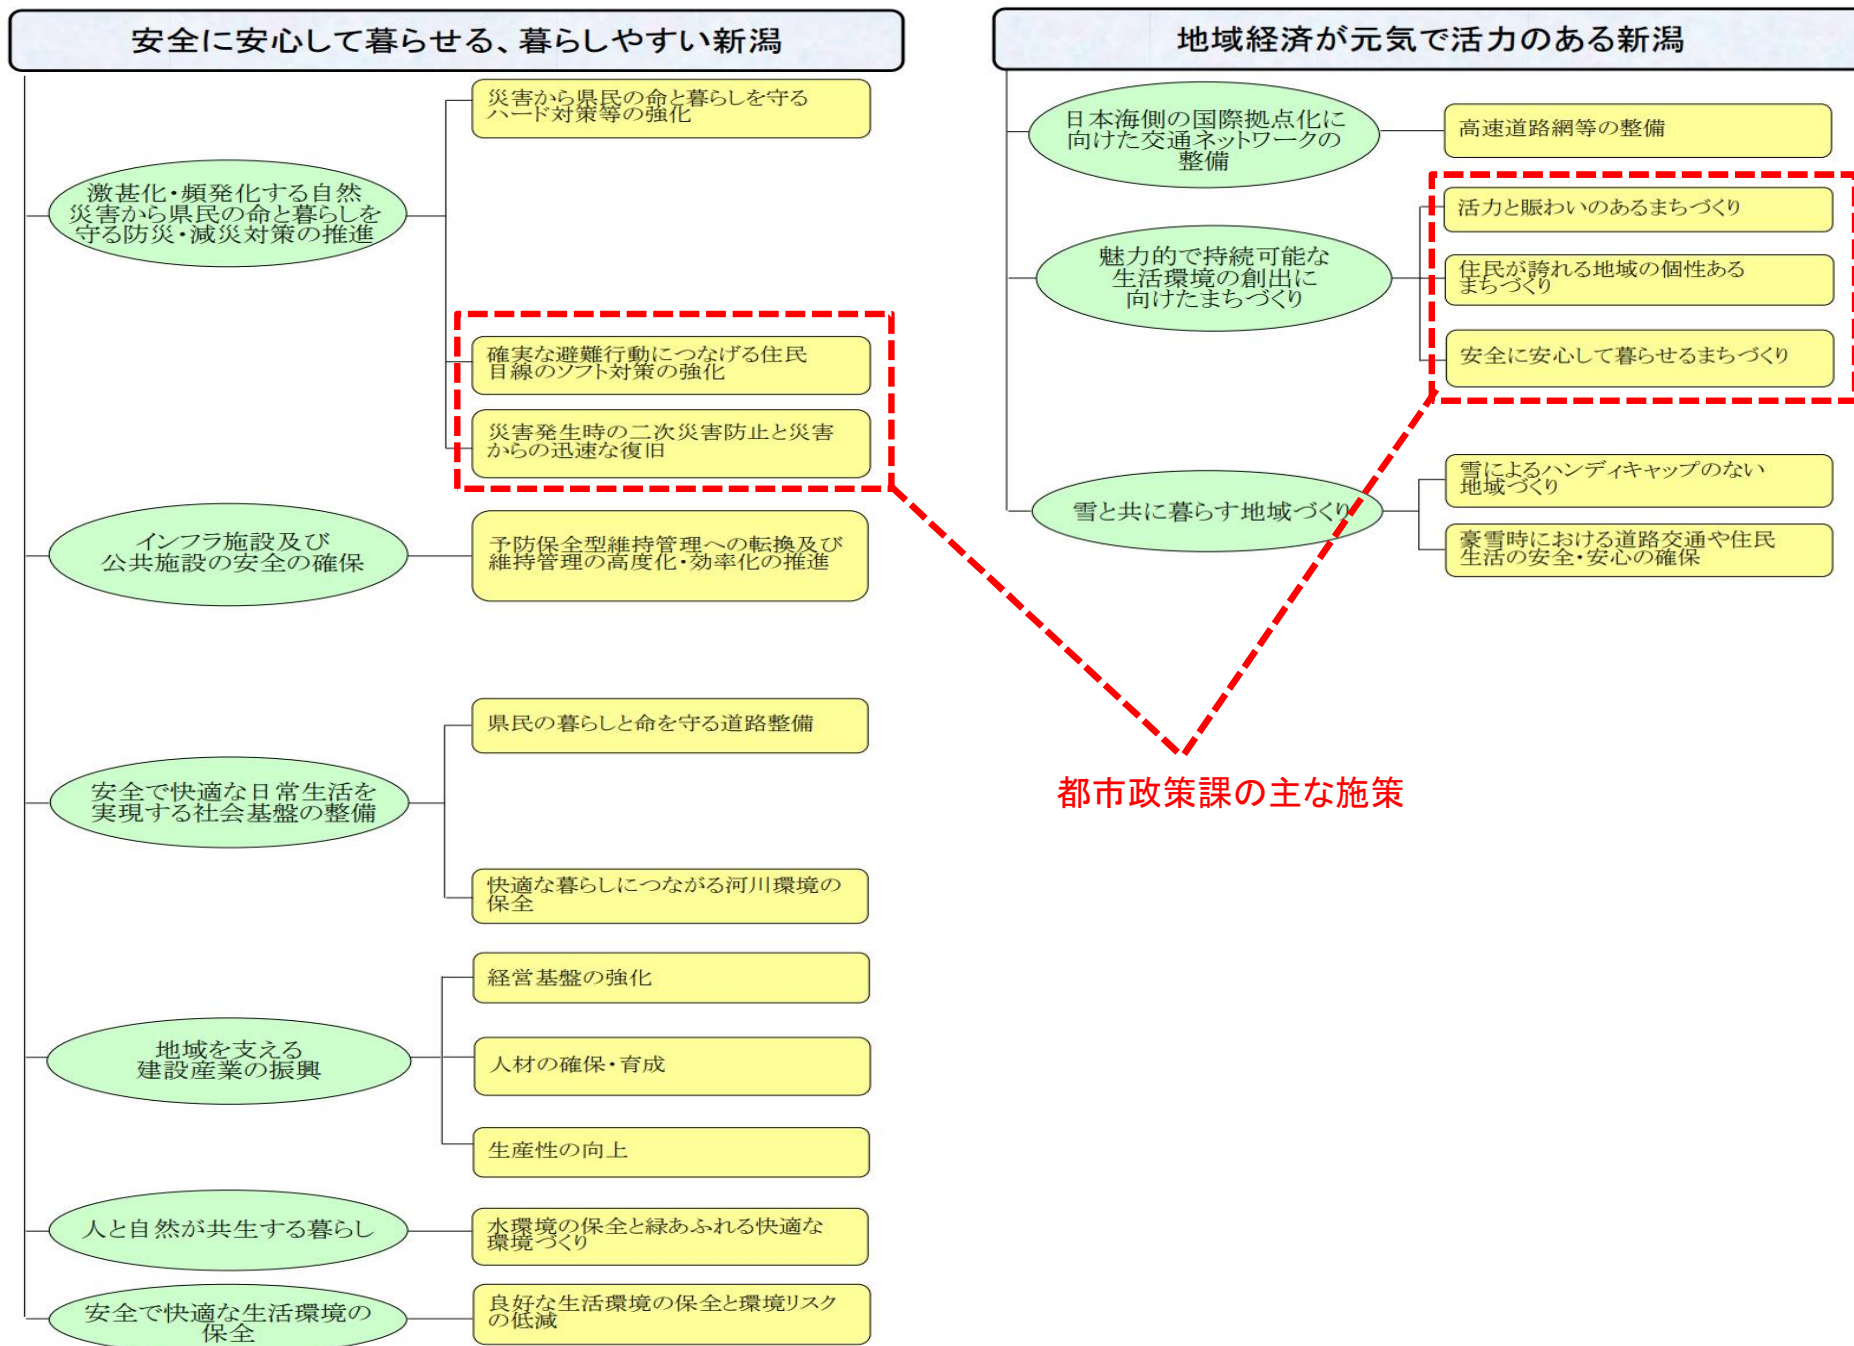 安全に安心して暮らせる、暮らしやすい新潟
災害から県民の命と暮らしを守る
ハード対策等の強化
激甚化・頻発化する自然
災害から県民の命と暮らしを
守る防災・減災対策の推進
確実な避難行動につなげる住民
目線のソフト対策の強化
災害発生時の二次災害防止と災害
からの迅速な復旧
インフラ施設及び
公共施設の安全の確保
予防保全型維持管理への転換及び
維持管理の高度化・効率化の推進
県民の暮らしと命を守る道路整備
安全で快適な日常生活を
実現する社会基盤の整備
快適な暮らしにつながる河川環境の
保全
経営基盤の強化
地域を支える
建設産業の振興
人材の確保・育成
生産性の向上
人と自然が共生する暮らし
水環境の保全と緑あふれる快適な
環境づくり
安全で快適な生活環境の
保全
良好な生活環境の保全と環境リスク
の低減
地域経済が元気で活力のある新潟
日本海側の国際拠点化に
向けた交通ネットワークの
整備
高速道路網等の整備
魅力的で持続可能な
生活環境の創出に
向けたまちづくり
活力と賑わいのあるまちづくり
住民が誇れる地域の個性ある
まちづくり
安全に安心して暮らせるまちづくり
雪と共に暮らす地域づくり
雪によるハンディキャップのない
地域づくり
豪雪時における道路交通や住民
生活の安全・安心の確保
都市政策課の主な施策